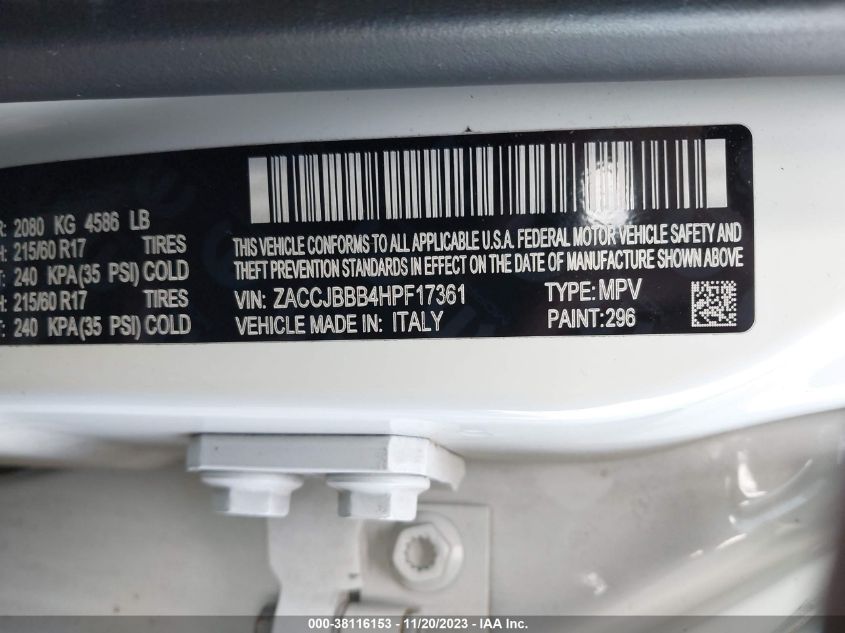 R: 2080 KG 4586 LB
H: 215/60 R17 TIRES
T: 240 KPA(35 PSI) COLD
H: 215/60 R17 TIRES
T: 240 KPA(35 PSI) COLD
THIS VEHICLE CONFORMS TO ALL APPLICABLE U.S.A. FEDERAL MOTOR VEHICLE SAFETY AND
THEFT PREVENTION STANDARDS IN EFFECT ON THE DATE OF MANUFACTURE SHOWN ABOVE
VIN: ZACCJBBB4HPF17361 TYPE: MPV
VEHICLE MADE IN: ITALY PAINT: 296
000-38116153 - 11/20/2023 - IAA Inc.